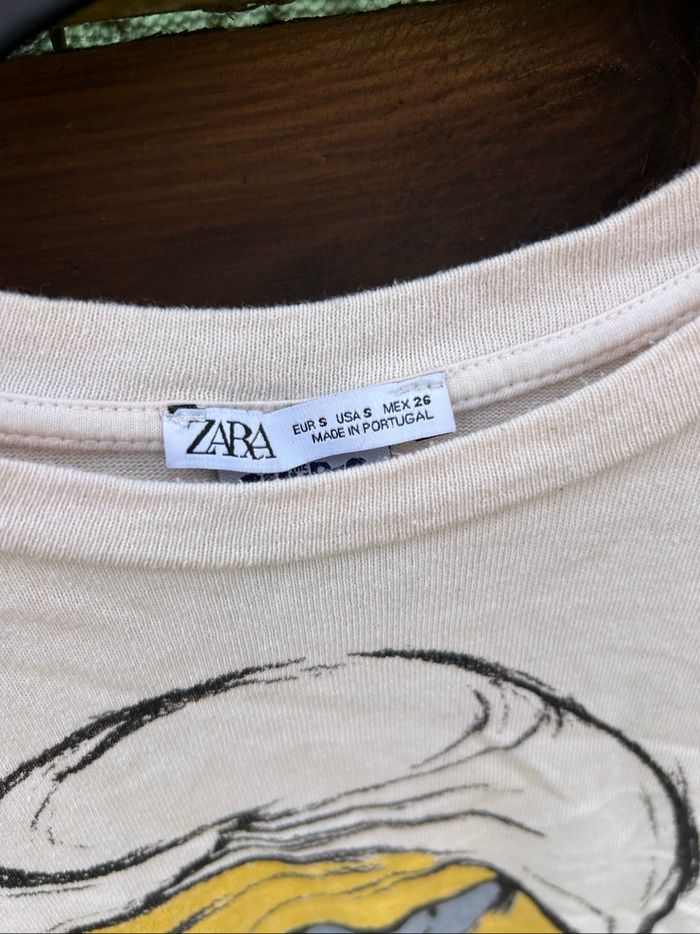 ZARA
EUR S USA S MEX 26
MADE IN PORTUGAL